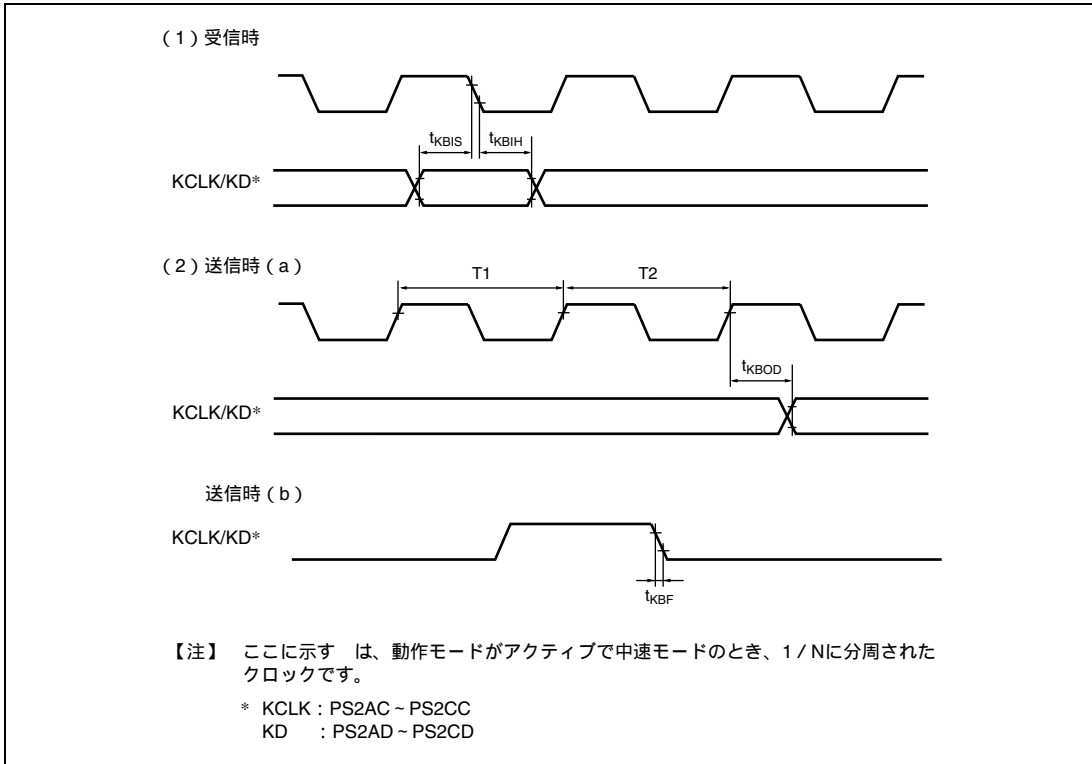 （1）受信時
tKBIS
tKBIH
KCLK/KD*
（2）送信時（a）
T1
T2
tKBOD
KCLK/KD*
送信時（b）
KCLK/KD*
tKBF
【注】 ここに示す　は、動作モードがアクティブで中速モードのとき、1／Nに分周された
クロックです。
* KCLK：PS2AC～PS2CC
KD ：PS2AD～PS2CD